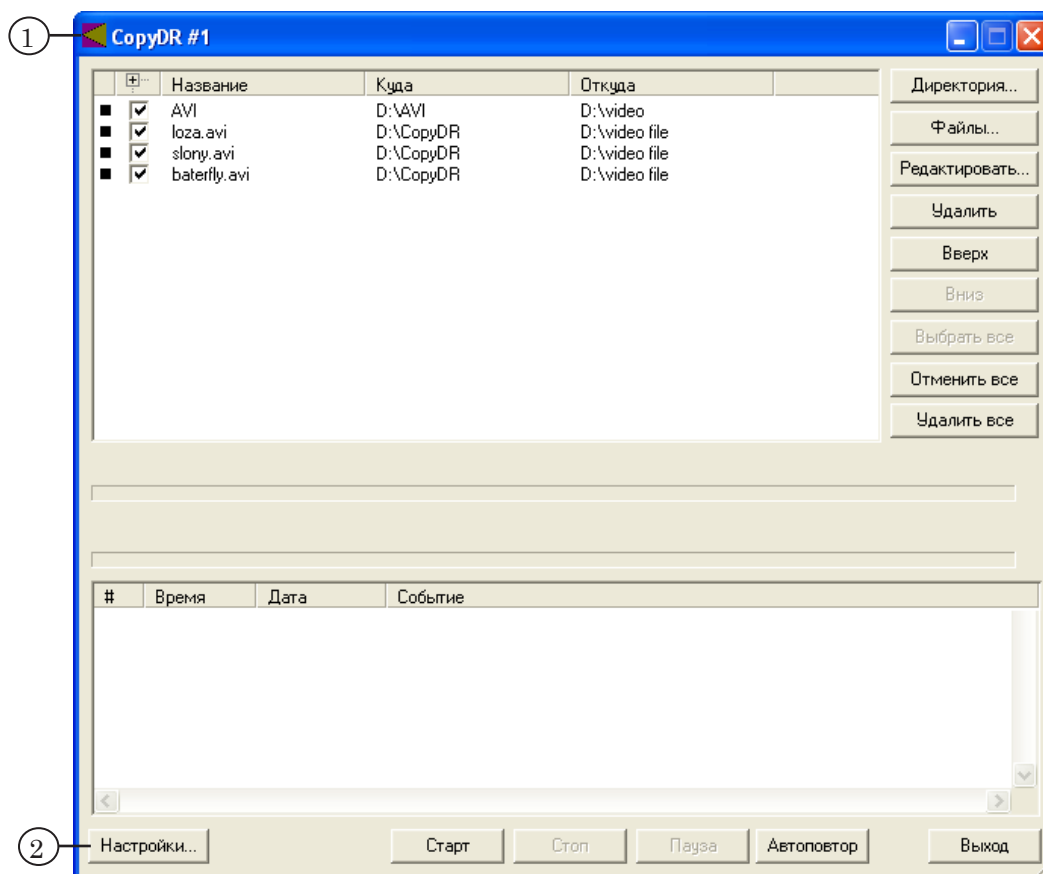 1
CopyDR #1
Название Куда Откуда
AVI D:\AVI D:\video
loza.avi D:\CopyDR D:\video file
slony.avi D:\CopyDR D:\video file
baterfly.avi D:\CopyDR D:\video file
Директория...
Файлы...
Редактировать...
Удалить
Вверх
Вниз
Выбрать все
Отменить все
Удалить все
# Время Дата Событие
2
Настройки... Старт Стоп Пауза Автоповтор Выход